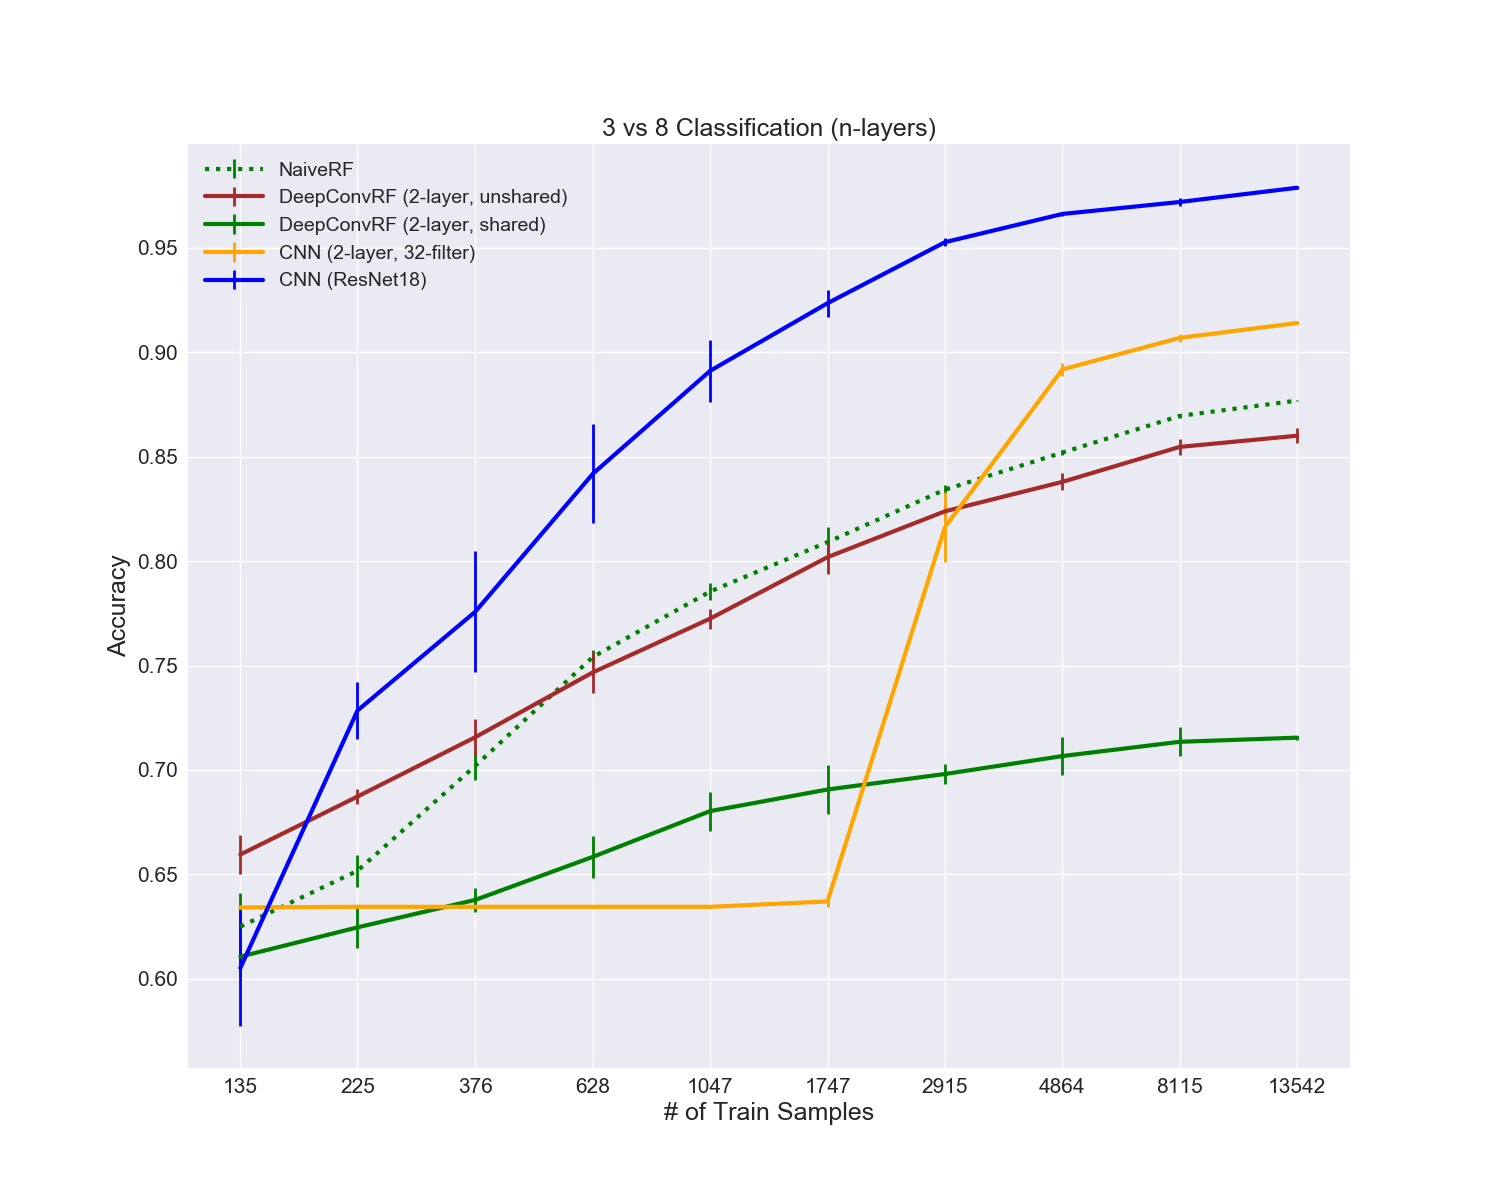 3 vs 8 Classification (n-layers)
NaiveRF
DeepConvRF (2-layer, unshared)
DeepConvRF (2-layer, shared)
CNN (2-layer, 32-filter)
CNN (ResNet18)
Accuracy
0.95
0.90
0.85
0.80
0.75
0.70
0.65
0.60
135 225 376 628 1047 1747 2915 4864 8115 13542
# of Train Samples